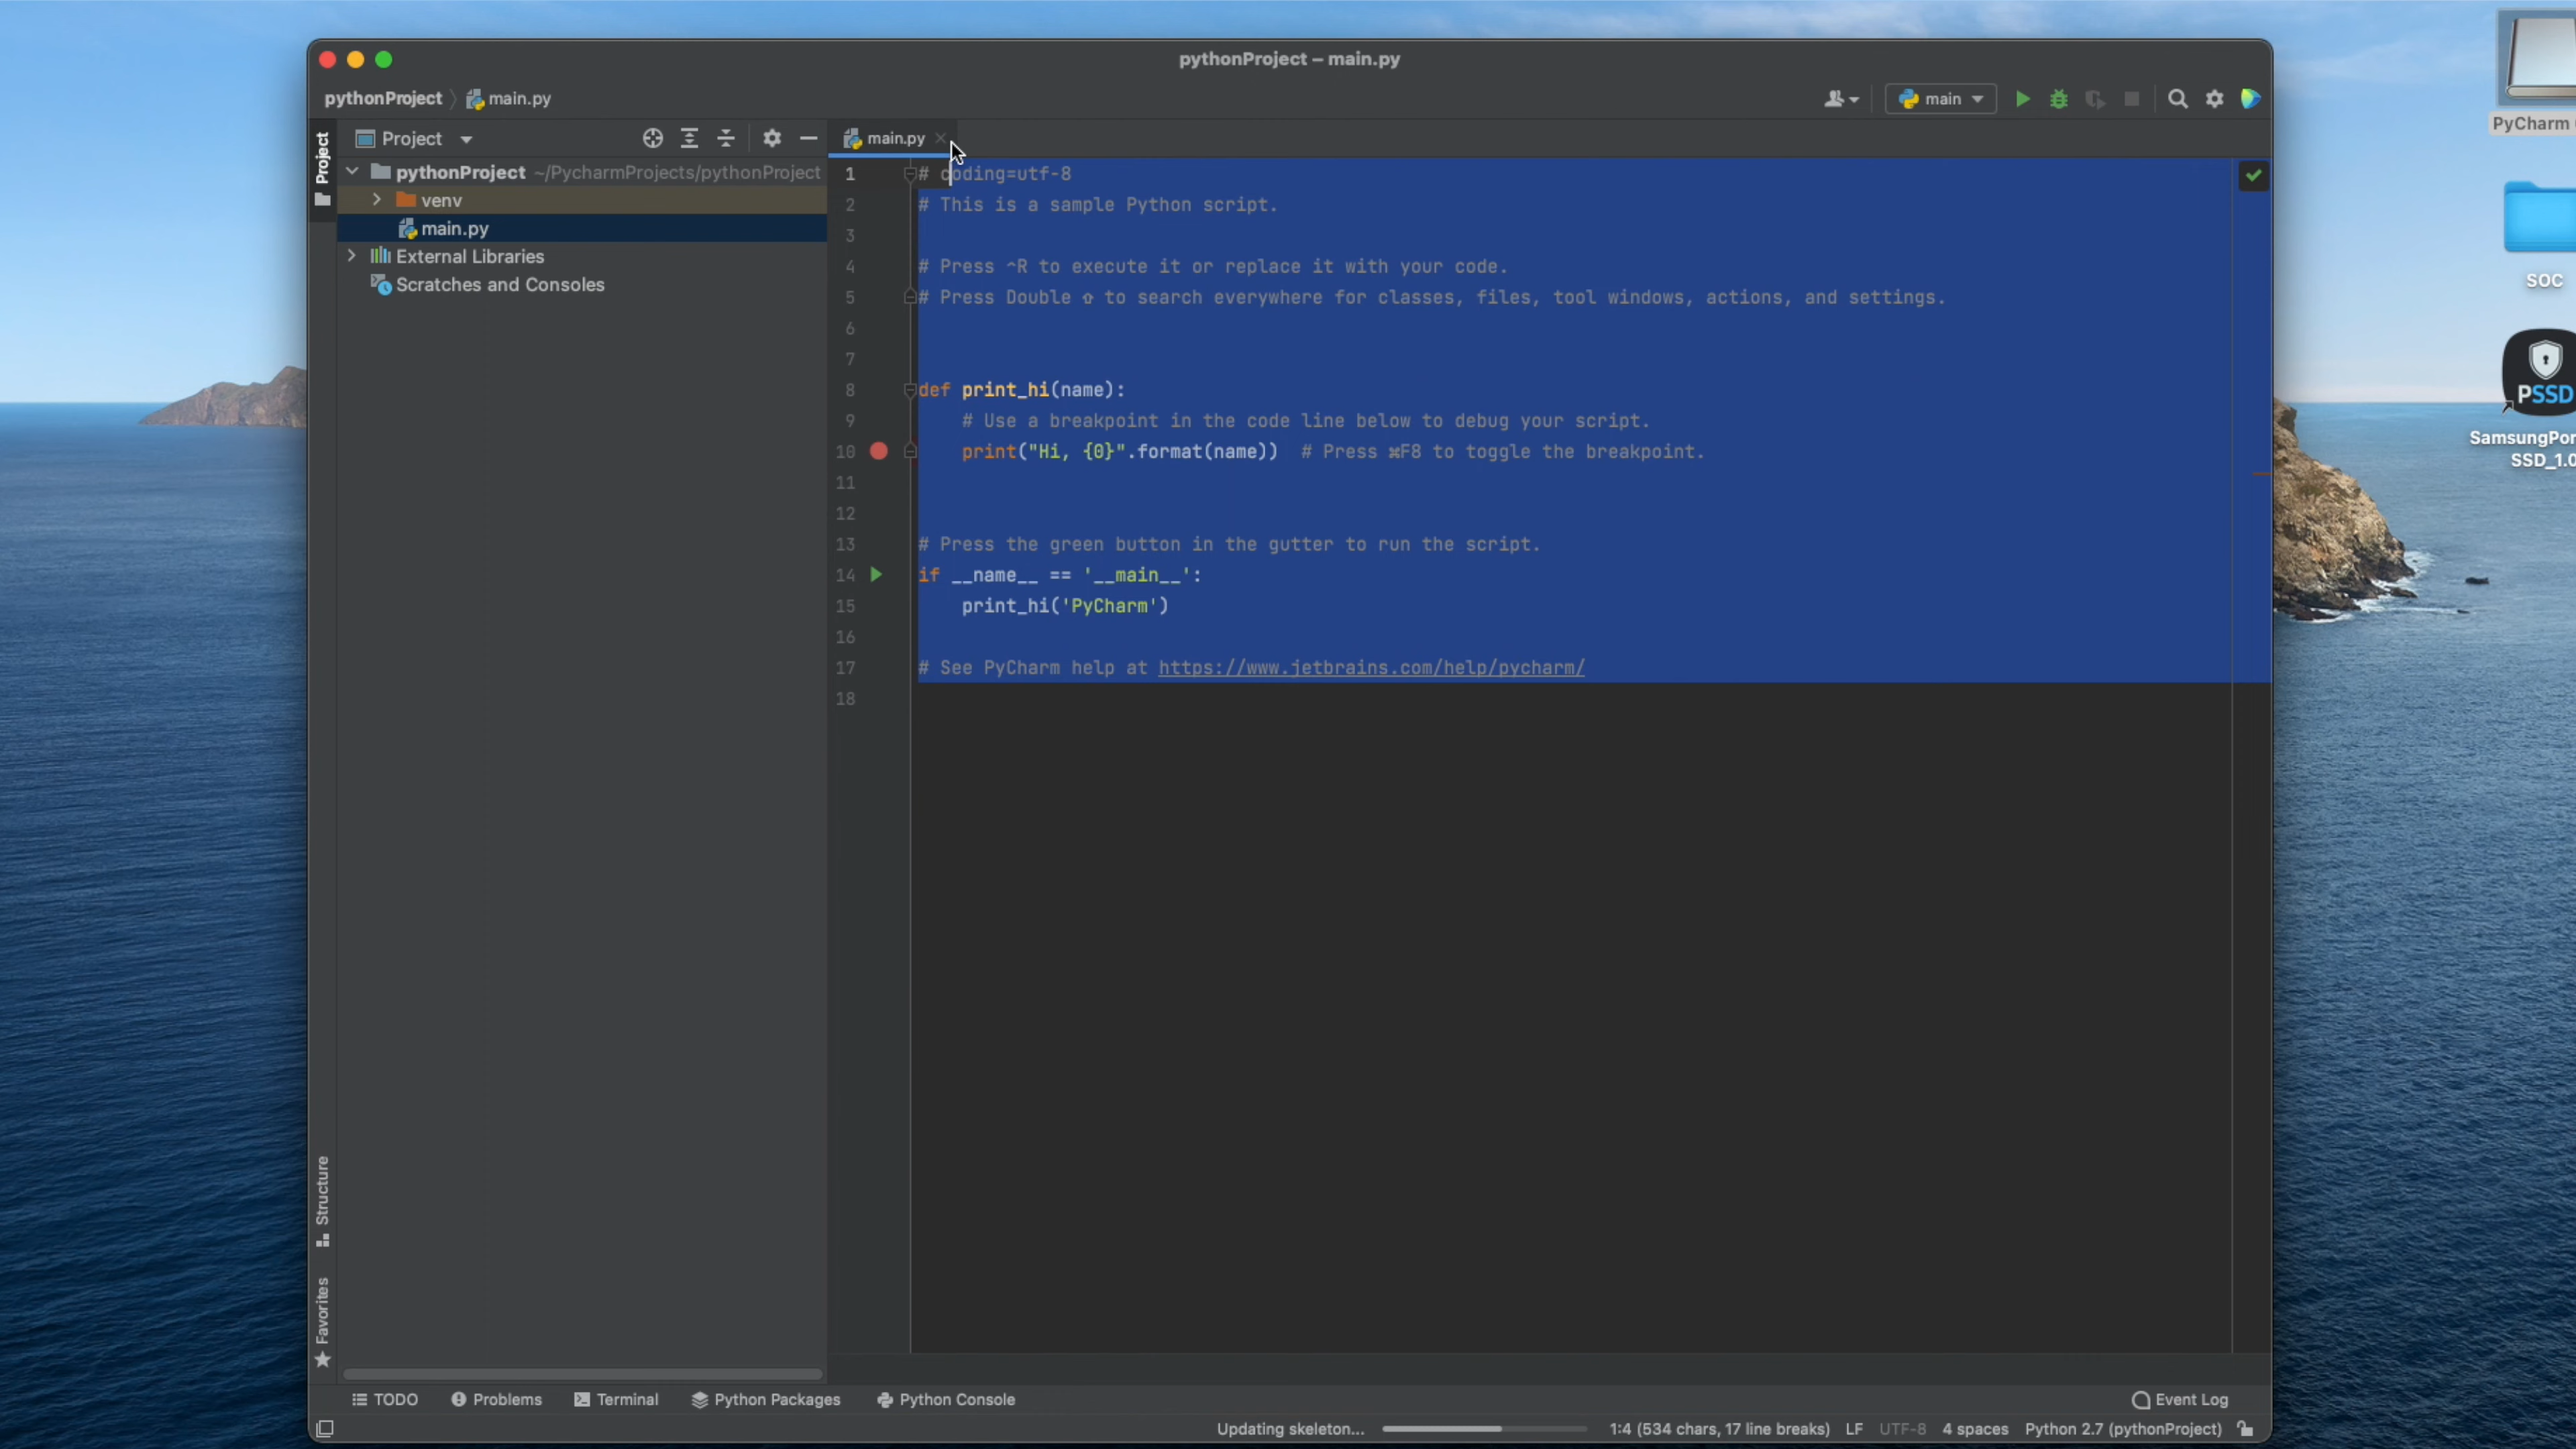 pythonProject – main.py
pythonProject
main.py
main
Project
Project
main.py
pythonProject ~/PycharmProjects/pythonProject
venv
main.py
External Libraries
Scratches and Consoles
1 # coding=utf-8
2 # This is a sample Python script.
3
4 # Press ^R to execute it or replace it with your code.
5 # Press Double ⇧ to search everywhere for classes, files, tool windows, actions, and settings.
6
7
8 def print_hi(name):
9 # Use a breakpoint in the code line below to debug your script.
10 print("Hi, {0}".format(name)) # Press ⌘F8 to toggle the breakpoint.
11
12
13 # Press the green button in the gutter to run the script.
14 if __name__ == '__main__':
15 print_hi('PyCharm')
16
17 # See PyCharm help at https://www.jetbrains.com/help/pycharm/
18
Structure
Favorites
TODO Problems Terminal Python Packages Python Console Event Log
Updating skeleton... 1:4 (534 chars, 17 line breaks) LF UTF-8 4 spaces Python 2.7 (pythonProject)
PyCharm
SOC
PSSD
SamsungPor
SSD_1.0